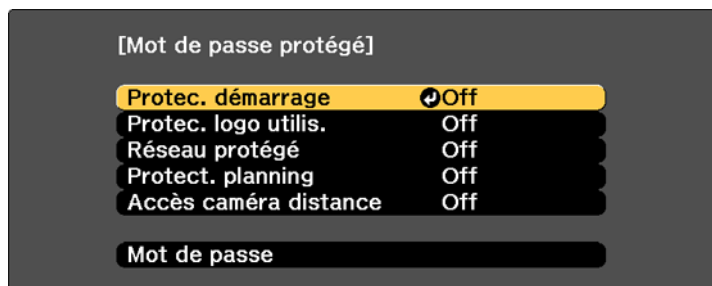 [Mot de passe protégé]
Protec. démarrage Off
Protec. logo utilis. Off
Réseau protégé Off
Protect. planning Off
Accès caméra distance Off
Mot de passe